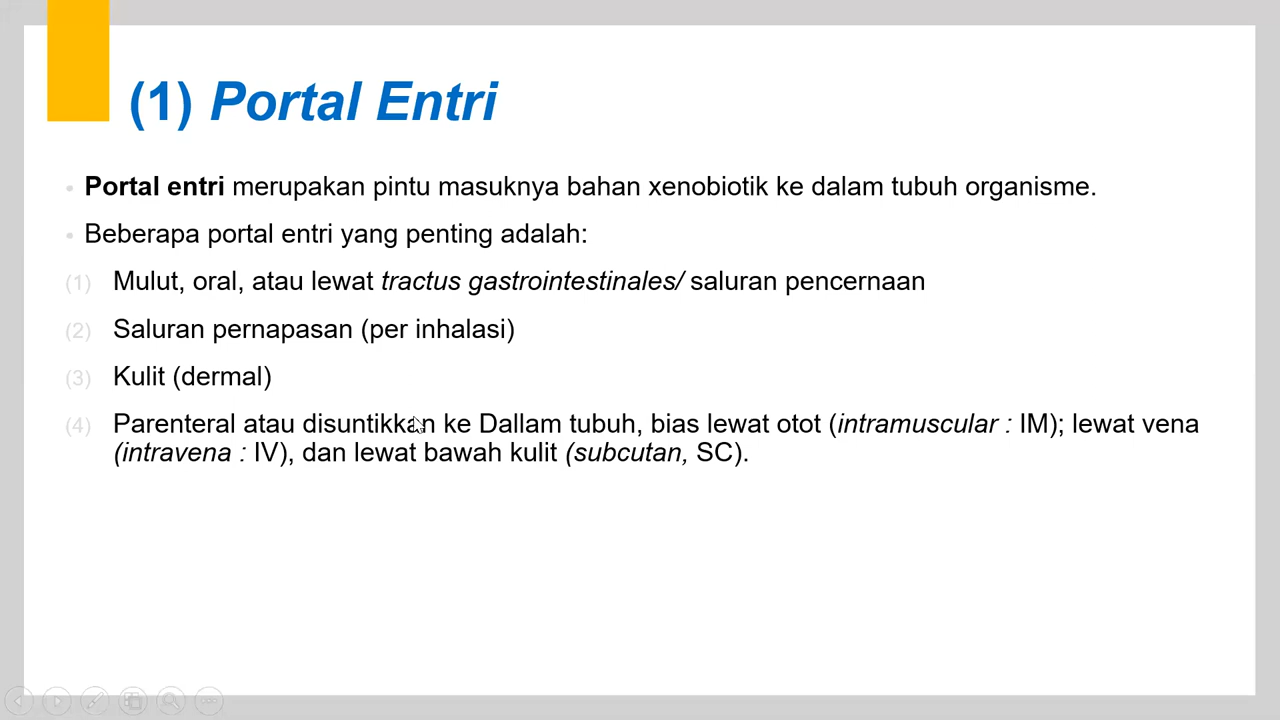 (1) Portal Entri
• Portal entri merupakan pintu masuknya bahan xenobiotik ke dalam tubuh organisme.
• Beberapa portal entri yang penting adalah:
(1) Mulut, oral, atau lewat tractus gastrointestinales/ saluran pencernaan
(2) Saluran pernapasan (per inhalasi)
(3) Kulit (dermal)
(4) Parenteral atau disuntikkan ke Dallam tubuh, bias lewat otot (intramuscular : IM); lewat vena
(intravena : IV), dan lewat bawah kulit (subcutan, SC).